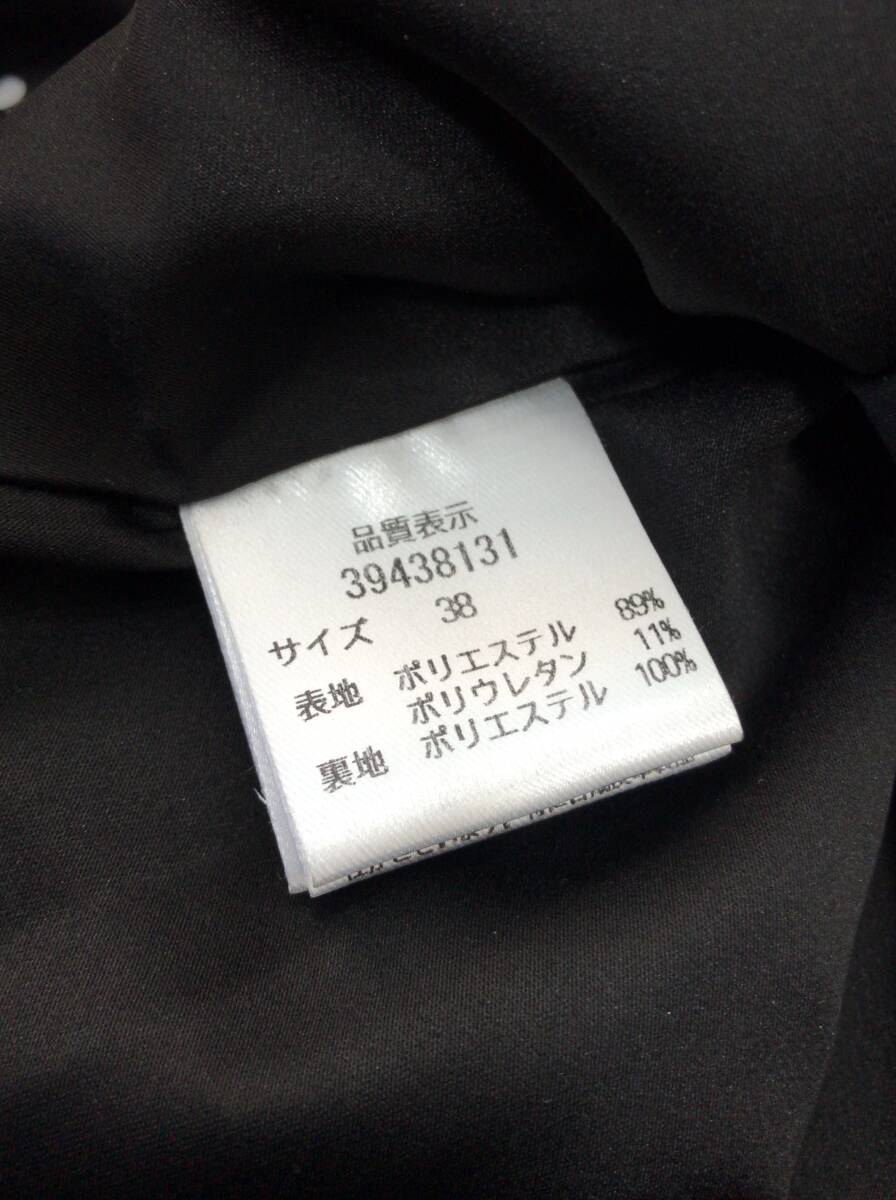 品質表示
39438131
サイズ 38
表地 ポリエステル 89%
ポリウレタン 11%
裏地 ポリエステル 100%